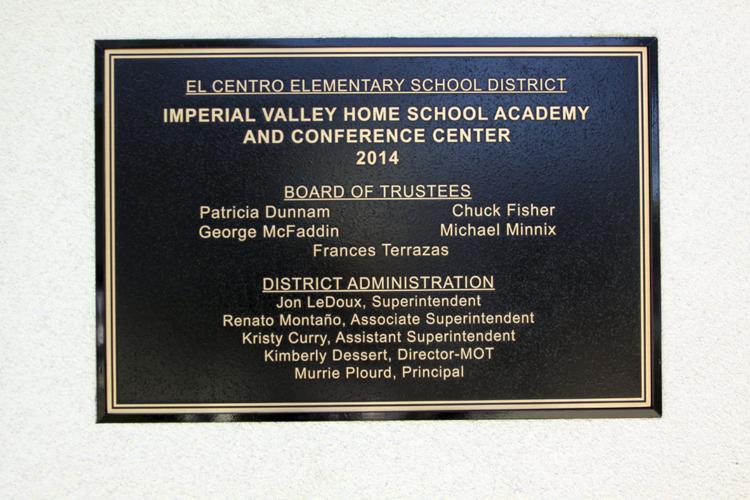 EL CENTRO ELEMENTARY SCHOOL DISTRICT
IMPERIAL VALLEY HOME SCHOOL ACADEMY
AND CONFERENCE CENTER
2014
BOARD OF TRUSTEES
Patricia Dunnam Chuck Fisher
George McFaddin Michael Minnix
Frances Terrazas
DISTRICT ADMINISTRATION
Jon LeDoux, Superintendent
Renato Montaño, Associate Superintendent
Kristy Curry, Assistant Superintendent
Kimberly Dessert, Director-MOT
Murrie Plourd, Principal